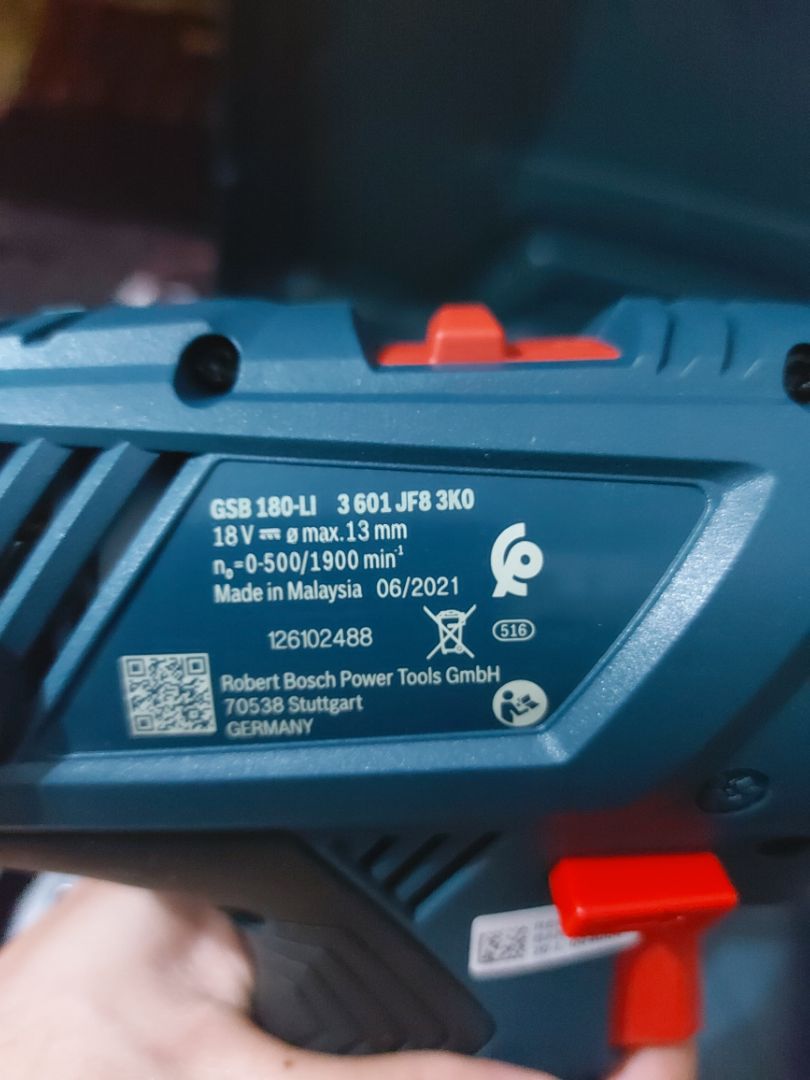 GSB 180-LI 3 601 JF8 3K0
18 V ⎓ ø max. 13 mm
n₀=0-500/1900 min⁻¹
Made in Malaysia 06/2021
126102488
516
Robert Bosch Power Tools GmbH
70538 Stuttgart
GERMANY